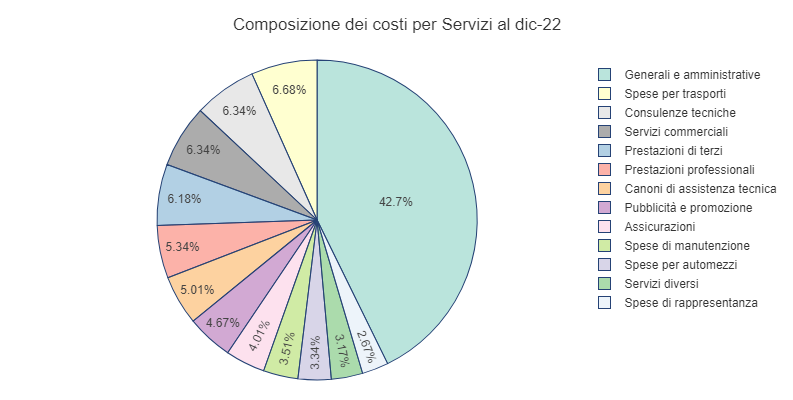 Composizione dei costi per Servizi al dic-22
42.7%
6.68%
6.34%
6.34%
6.18%
5.34%
5.01%
4.67%
4.01%
3.51%
3.34%
3.17%
2.67%
Generali e amministrative
Spese per trasporti
Consulenze tecniche
Servizi commerciali
Prestazioni di terzi
Prestazioni professionali
Canoni di assistenza tecnica
Pubblicità e promozione
Assicurazioni
Spese di manutenzione
Spese per automezzi
Servizi diversi
Spese di rappresentanza